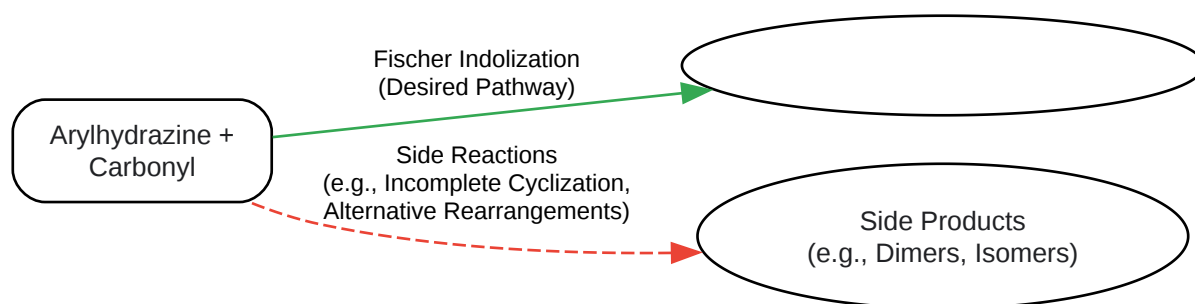 Fischer Indolization
(Desired Pathway)
Arylhydrazine +
Carbonyl
Side Reactions
(e.g., Incomplete Cyclization,
Alternative Rearrangements)
Side Products
(e.g., Dimers, Isomers)